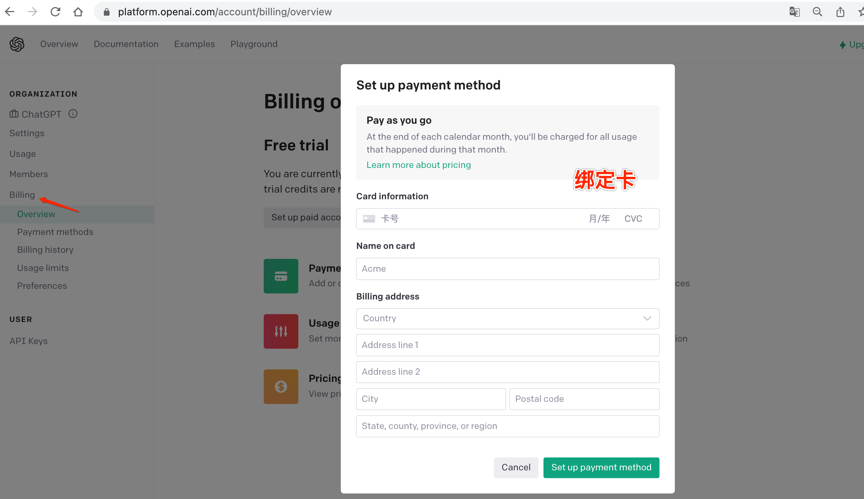 platform.openai.com/account/billing/overview
Overview Documentation Examples Playground
Upg
ORGANIZATION
ChatGPT
Settings
Usage
Members
Billing
Overview
Payment methods
Billing history
Usage limits
Preferences
USER
API Keys
Billing o
Free trial
You are currently
trial credits are r
Set up paid acco
Payme
Add or c
ces
Usage
Set mon
ion
Pricing
View pri
Set up payment method
Pay as you go
At the end of each calendar month, you'll be charged for all usage
that happened during that month.
Learn more about pricing
绑定卡
Card information
卡号 月/年 CVC
Name on card
Acme
Billing address
Country
Address line 1
Address line 2
City Postal code
State, county, province, or region
Cancel Set up payment method